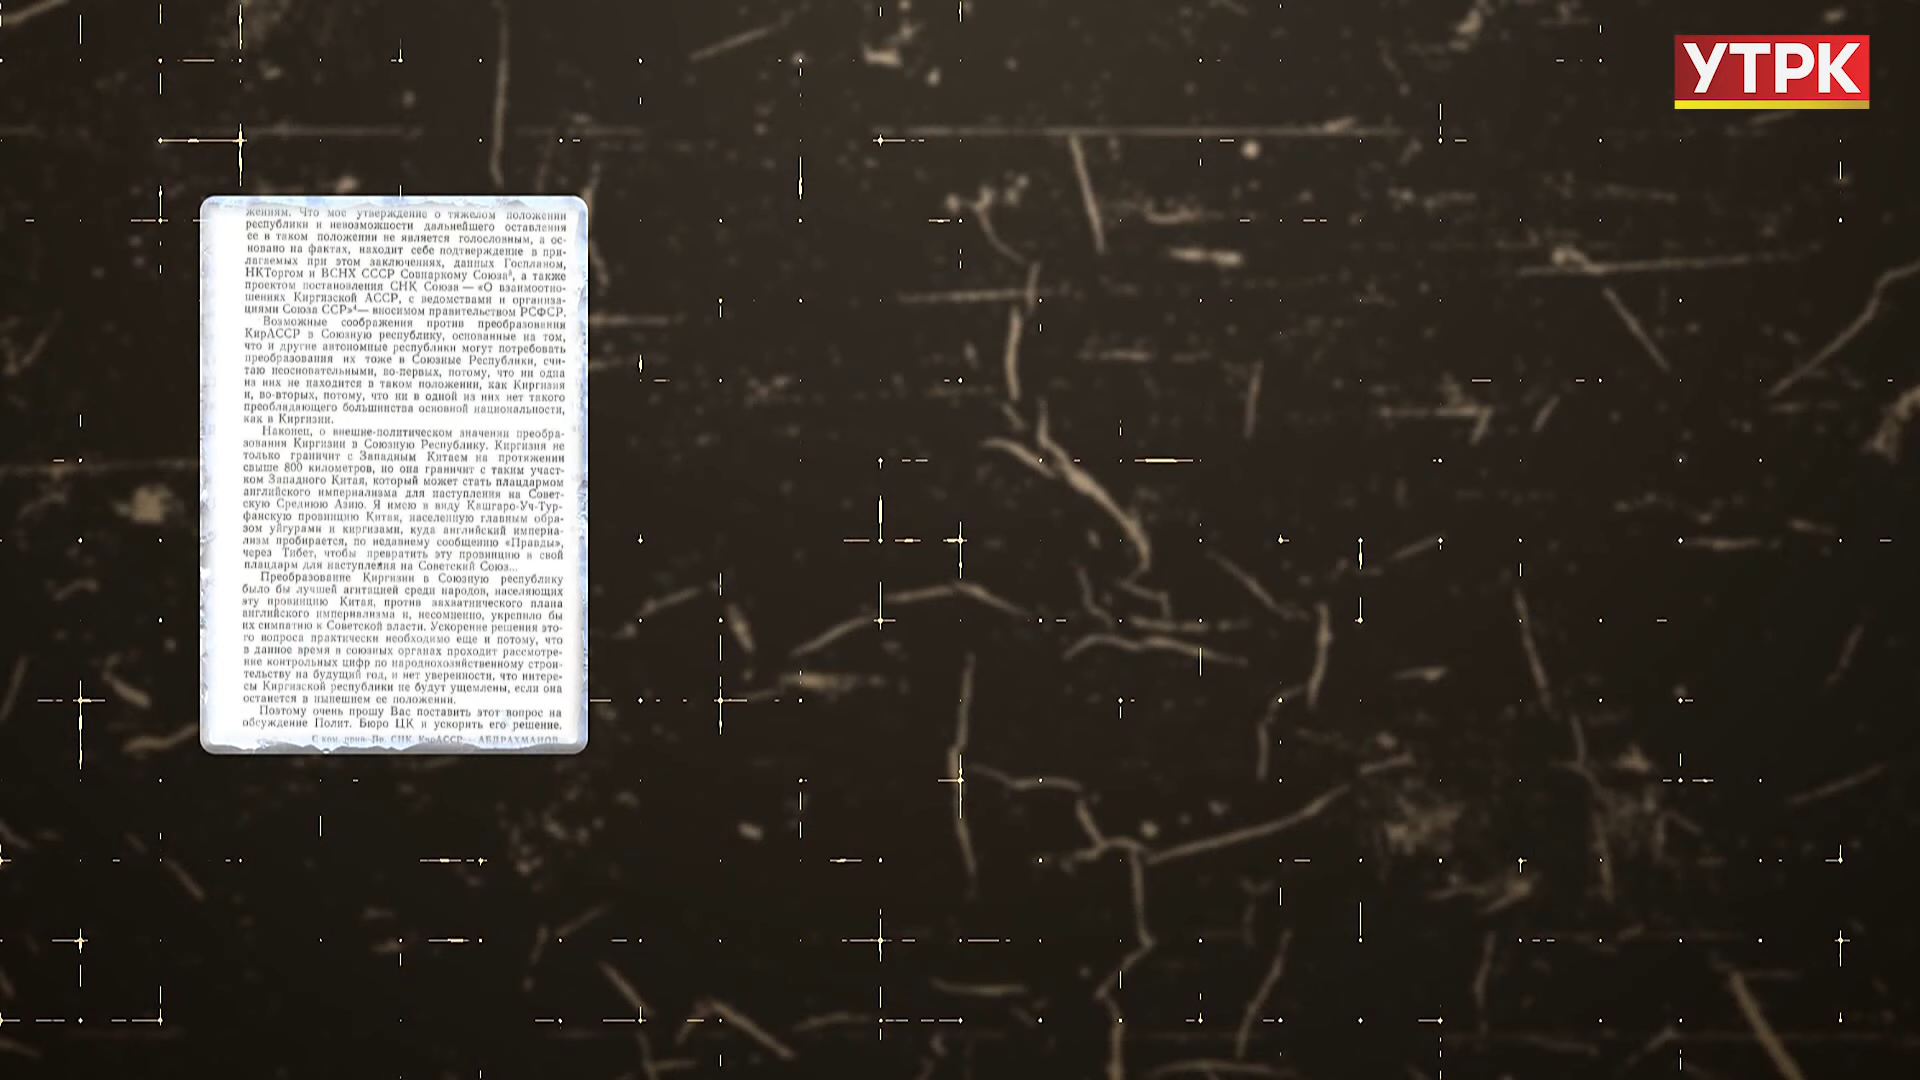 УТРК
жениям. Что мое утверждение о тяжелом положении
республики и невозможности дальнейшего оставления
ее в таком положении не является голословным, а ос-
новано на фактах, находит себе подтверждение в при-
лагаемых при этом заключениях, данных Госпланом,
НКТоргом и ВСНХ СССР Совнаркому Союза³, а также
проектом постановления СНК Союза — «О взаимоотно-
шениях Киргизской АССР, с ведомствами и организа-
циями Союза ССР»⁴— вносимом правительством РСФСР.
Возможные соображения против преобразования
КирАССР в Союзную республику, основанные на том,
что и другие автономные республики могут потребовать
преобразования их тоже в Союзные Республики, счи-
таю неосновательными, во-первых, потому, что ни одна
из них не находится в таком положении, как Киргизия
и, во-вторых, потому, что ни в одной из них нет такого
преобладающего большинства основной национальности,
как в Киргизии.
Наконец, о внешне-политическом значении преобра-
зования Киргизии в Союзную Республику. Киргизия не
только граничит с Западным Китаем на протяжении
свыше 800 километров, но она граничит с таким участ-
ком Западного Китая, который может стать плацдармом
английского империализма для наступления на Совет-
скую Среднюю Азию. Я имею в виду Кашгаро-Уч-Тур-
фанскую провинцию Китая, населенную главным обра-
зом уйгурами и киргизами, куда английский империа-
лизм пробирается, по недавнему сообщению «Правды»,
через Тибет, чтобы превратить эту провинцию в свой
плацдарм для наступления на Советский Союз...
Преобразование Киргизии в Союзную республику
было бы лучшей агитацией среди народов, населяющих
эту провинцию Китая, против захватнического плана
английского империализма и, несомненно, укрепило бы
их симпатию к Советской власти. Ускорение решения это-
го вопроса практически необходимо еще и потому, что
в данное время в союзных органах проходит рассмотре-
ние контрольных цифр по народнохозяйственному строи-
тельству на будущий год, и нет уверенности, что интере-
сы Киргизской республики не будут ущемлены, если она
останется в нынешнем ее положении.
Поэтому очень прошу Вас поставить этот вопрос на
обсуждение Полит. Бюро ЦК и ускорить его решение.
С ком. СНК КирАССР — АБДРАХМАНОВ